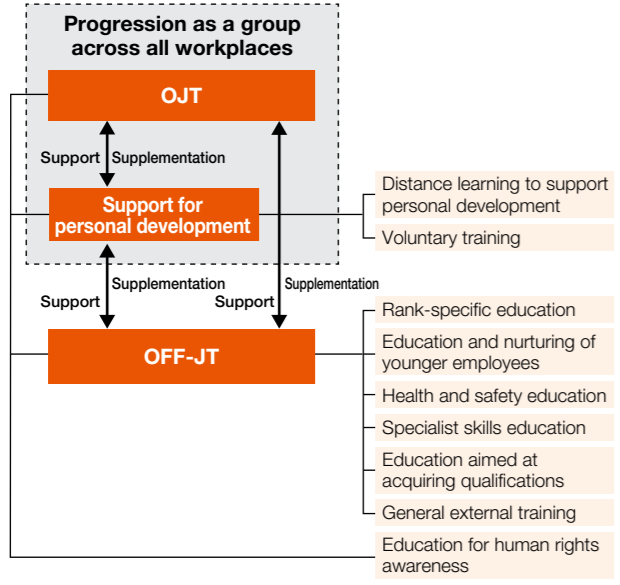 Progression as a group
across all workplaces
OJT
Support Supplementation
Support for
personal development
Distance learning to support
personal development
Voluntary training
Supplementation
Support
Supplementation
Support
OFF-JT
Rank-specific education
Education and nurturing of
younger employees
Health and safety education
Specialist skills education
Education aimed at
acquiring qualifications
General external training
Education for human rights
awareness